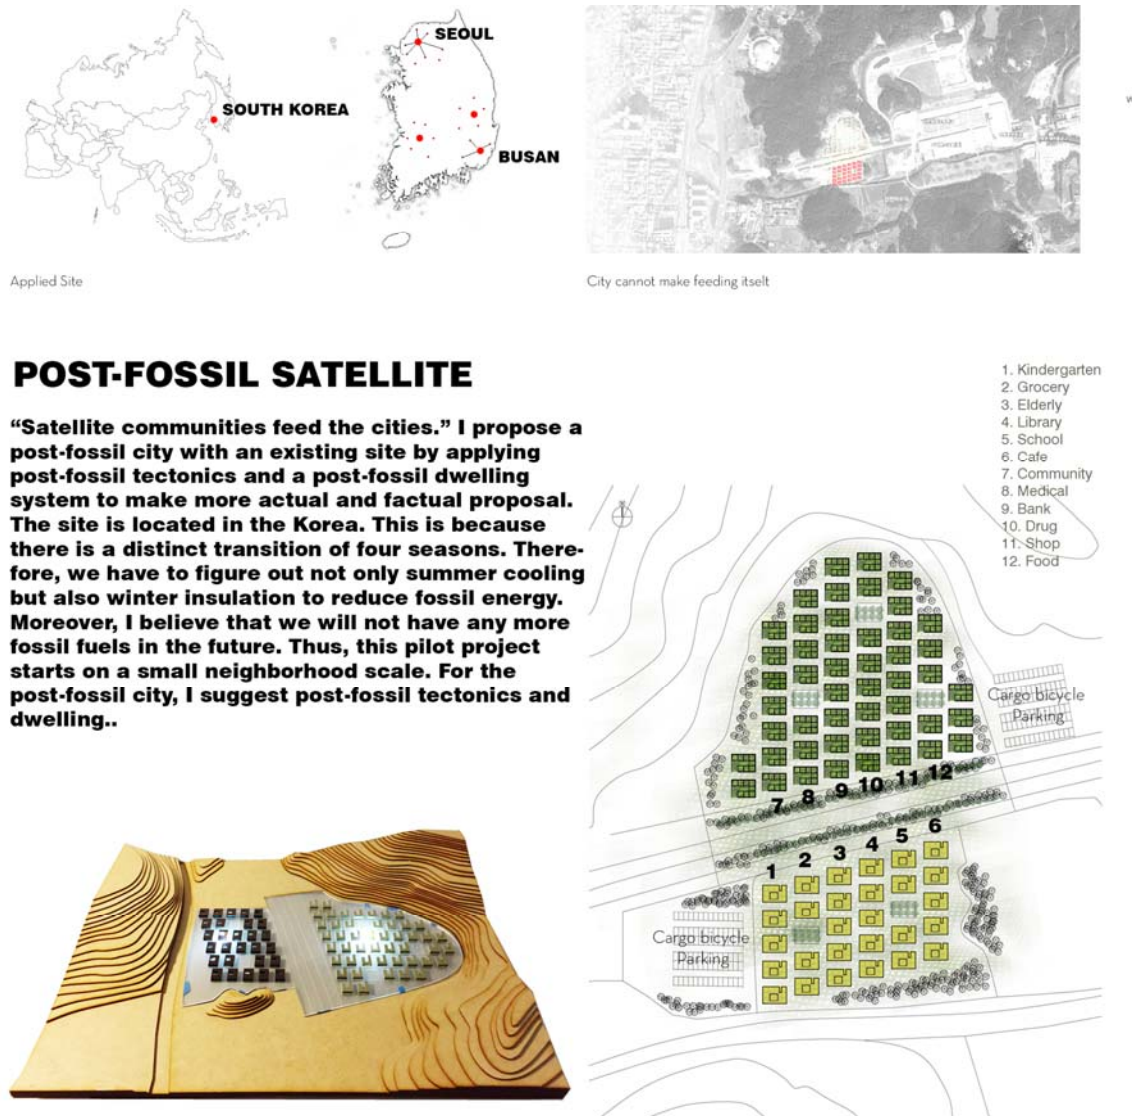 SEOUL
SOUTH KOREA
BUSAN
Applied Site
City cannot make feeding itselt
POST-FOSSIL SATELLITE
“Satellite communities feed the cities.” I propose a
post-fossil city with an existing site by applying
post-fossil tectonics and a post-fossil dwelling
system to make more actual and factual proposal.
The site is located in the Korea. This is because
there is a distinct transition of four seasons. There-
fore, we have to figure out not only summer cooling
but also winter insulation to reduce fossil energy.
Moreover, I believe that we will not have any more
fossil fuels in the future. Thus, this pilot project
starts on a small neighborhood scale. For the
post-fossil city, I suggest post-fossil tectonics and
dwelling..
1. Kindergarten
2. Grocery
3. Elderly
4. Library
5. School
6. Cafe
7. Community
8. Medical
9. Bank
10. Drug
11. Shop
12. Food
Cargo bicycle
Parking
7 8 9 10 11 12
1 2 3 4 5 6
Cargo bicycle
Parking